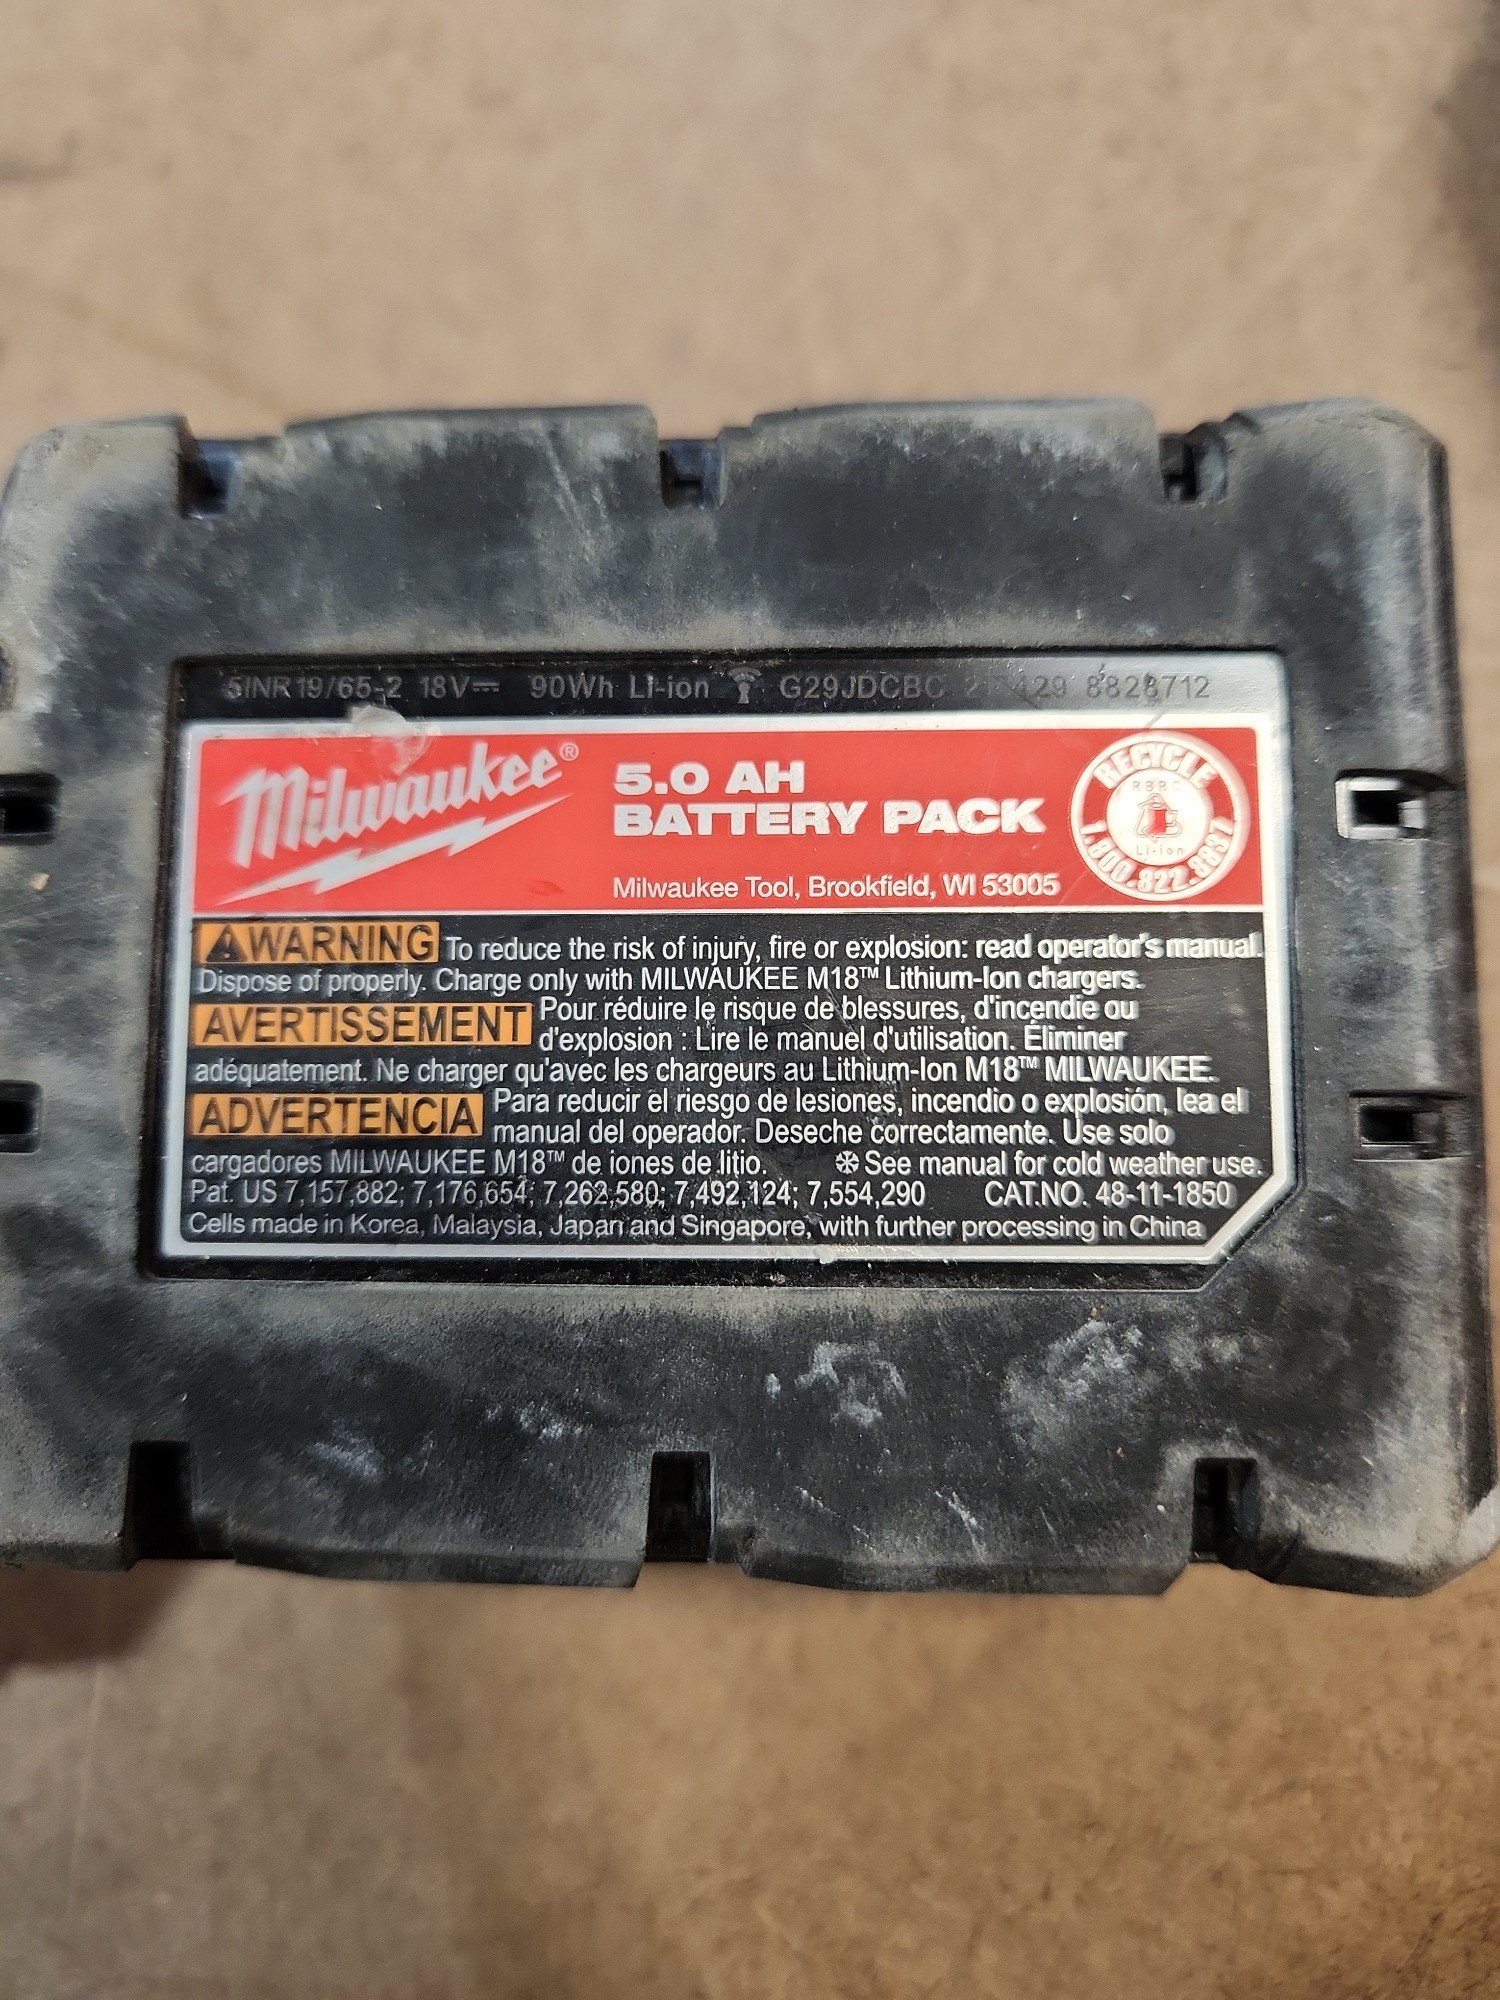 5INR19/65-2 18V⎓ 90Wh Li-ion G29JDCBC 8828712
Milwaukee®
5.0 AH
BATTERY PACK
Milwaukee Tool, Brookfield, WI 53005
RECYCLE
RBRC
Li-ion
1.800.822.8837
⚠WARNING To reduce the risk of injury, fire or explosion: read operator's manual.
Dispose of properly. Charge only with MILWAUKEE M18™ Lithium-Ion chargers.
AVERTISSEMENT Pour réduire le risque de blessures, d'incendie ou
d'explosion : Lire le manuel d'utilisation. Éliminer
adéquatement. Ne charger qu'avec les chargeurs au Lithium-Ion M18™ MILWAUKEE.
ADVERTENCIA Para reducir el riesgo de lesiones, incendio o explosión, lea el
manual del operador. Deseche correctamente. Use solo
cargadores MILWAUKEE M18™ de iones de litio. ❄See manual for cold weather use.
Pat. US 7,157,882; 7,176,654; 7,262,580; 7,492,124; 7,554,290 CAT.NO. 48-11-1850
Cells made in Korea, Malaysia, Japan and Singapore, with further processing in China